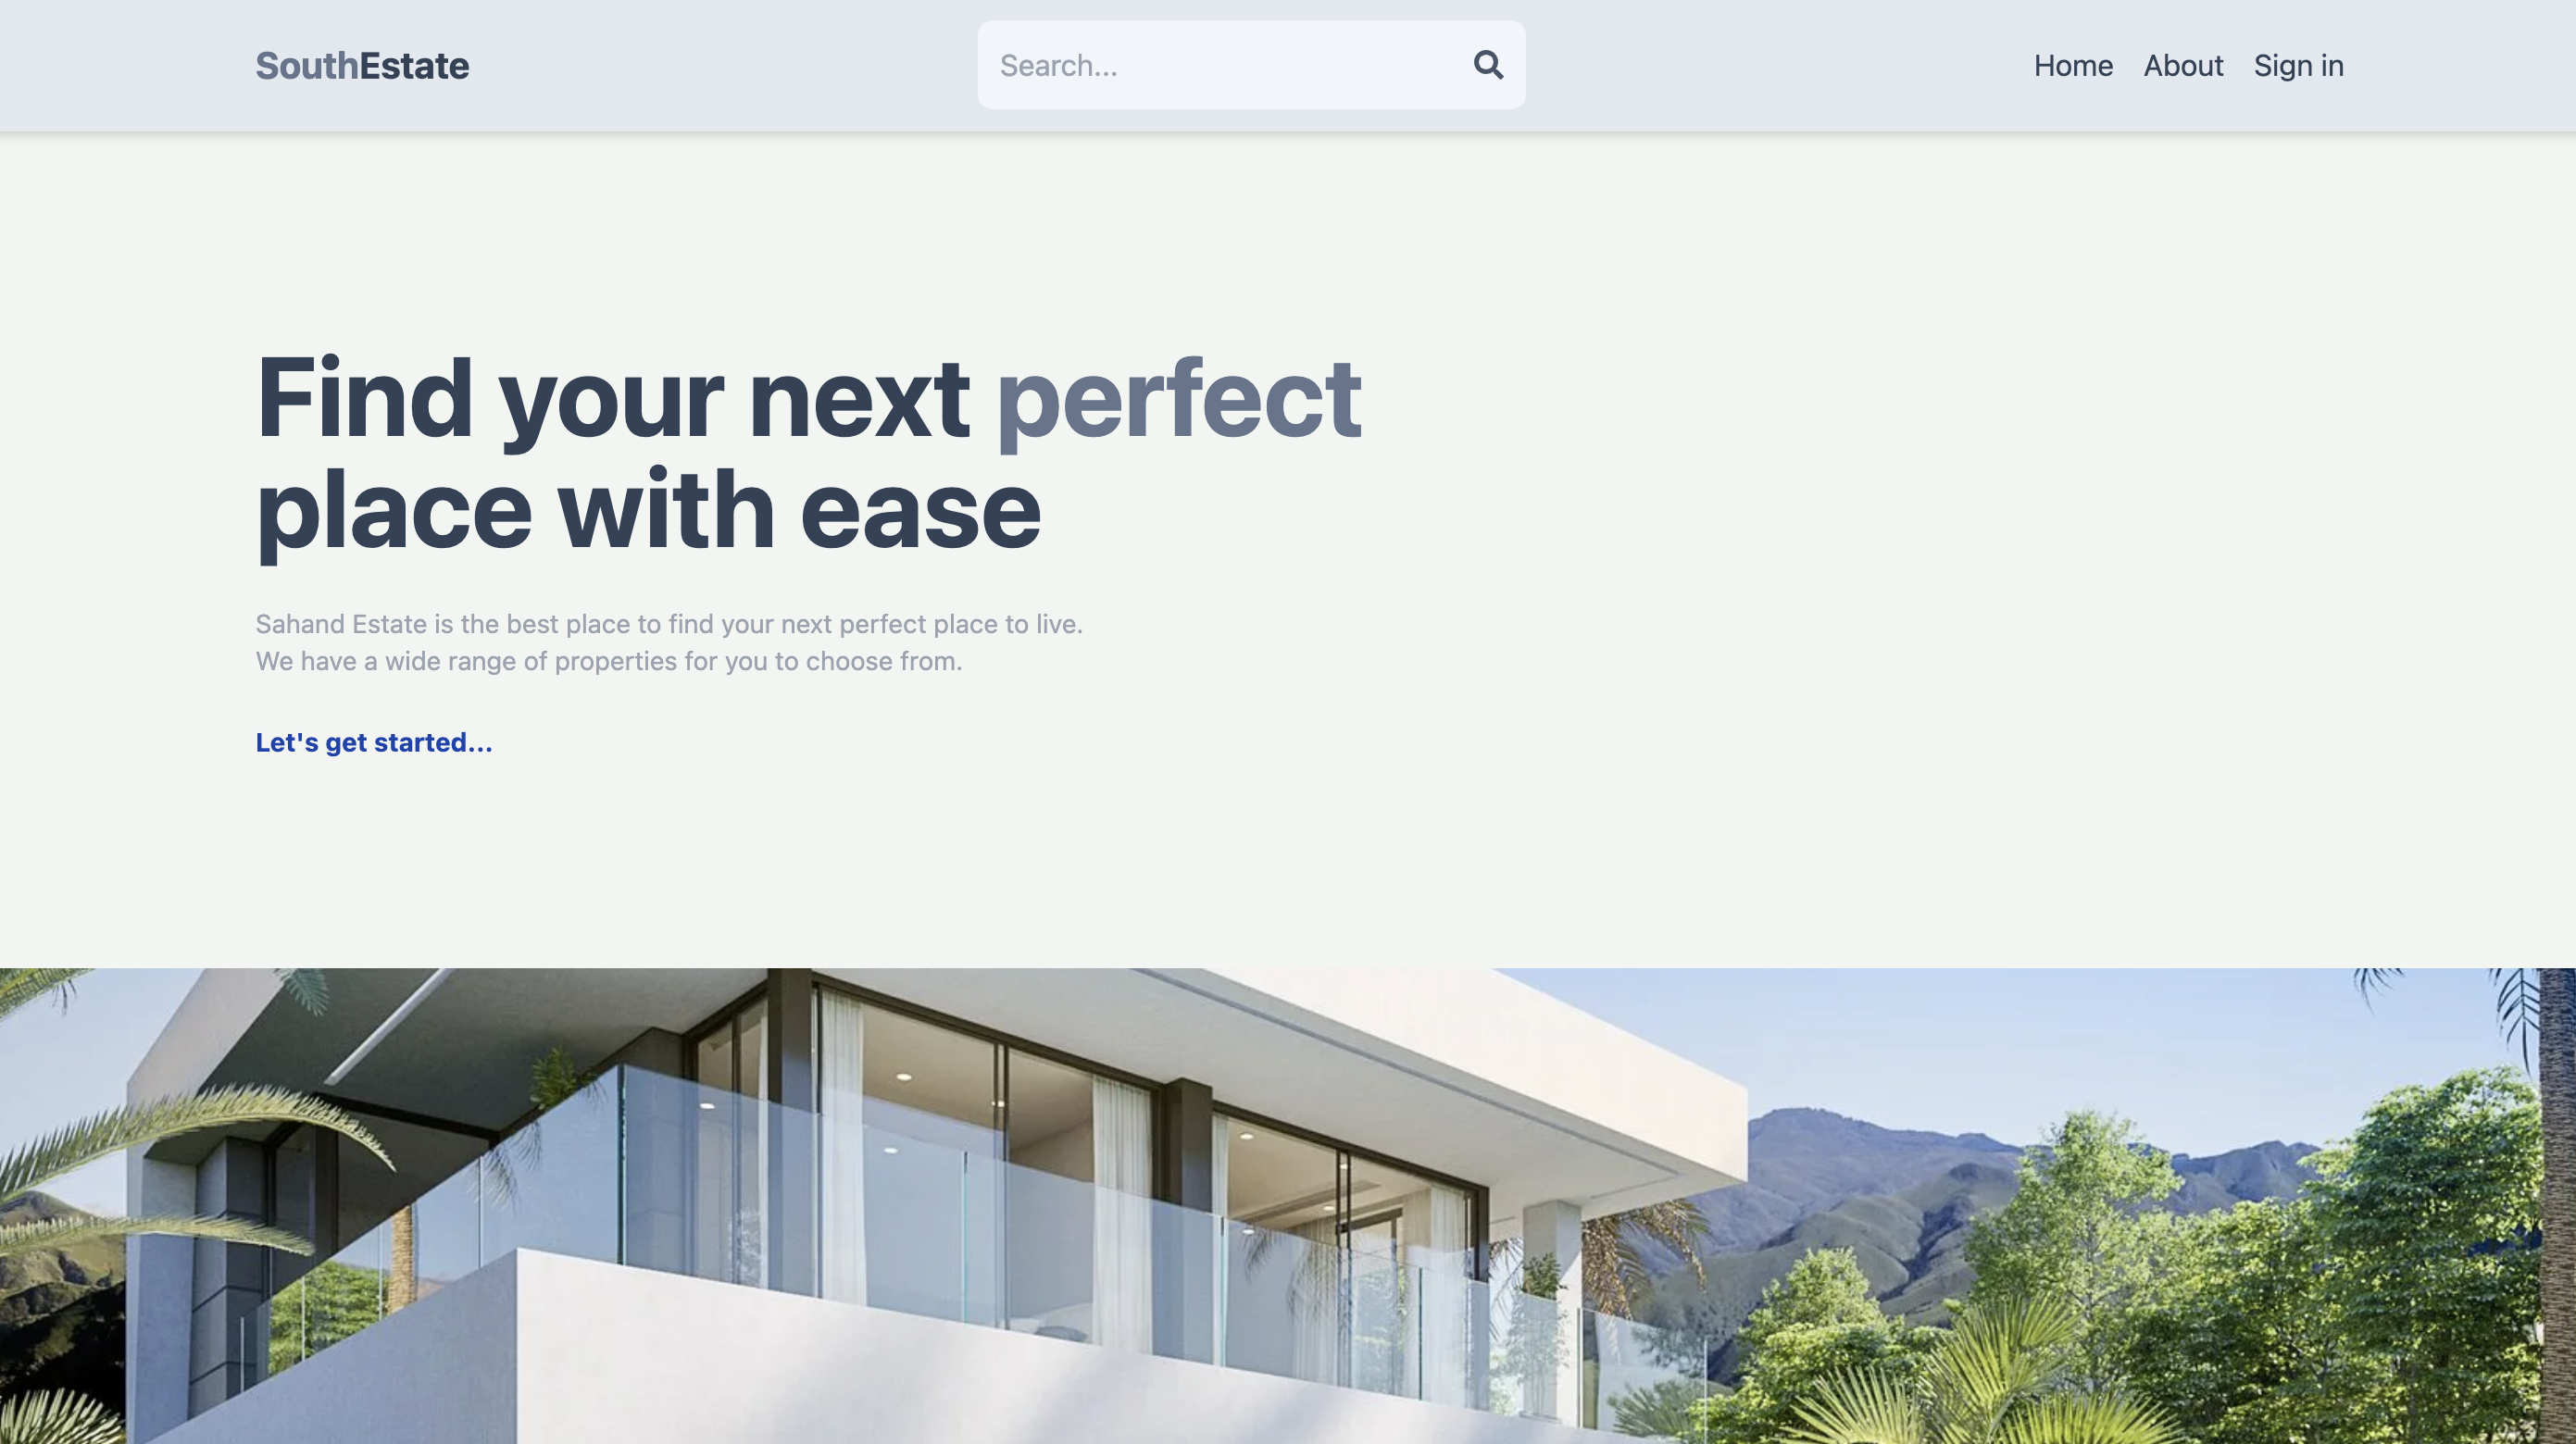 SouthEstate
Search...
Home About Sign in
Find your next perfect
place with ease
Sahand Estate is the best place to find your next perfect place to live.
We have a wide range of properties for you to choose from.
Let's get started...